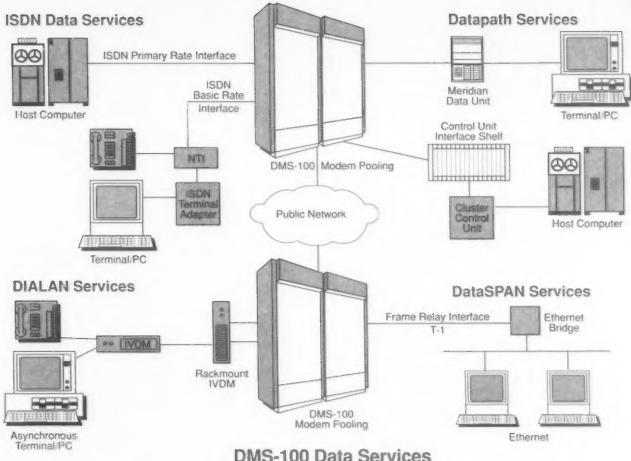 ISDN Data Services
Datapath Services
ISDN Primary Rate Interface
Host Computer
ISDN
Basic Rate
Interface
Meridian
Data Unit
Terminal/PC
NT1
ISDN
Terminal
Adapter
Terminal/PC
DMS-100 Modem Pooling
Control Unit
Interface Shelf
Cluster
Control
Unit
Host Computer
Public Network
DIALAN Services
DataSPAN Services
IVDM
Rackmount
IVDM
Asynchronous
Terminal/PC
DMS-100
Modem Pooling
Frame Relay Interface
T-1
Ethernet
Bridge
Ethernet
DMS-100 Data Services